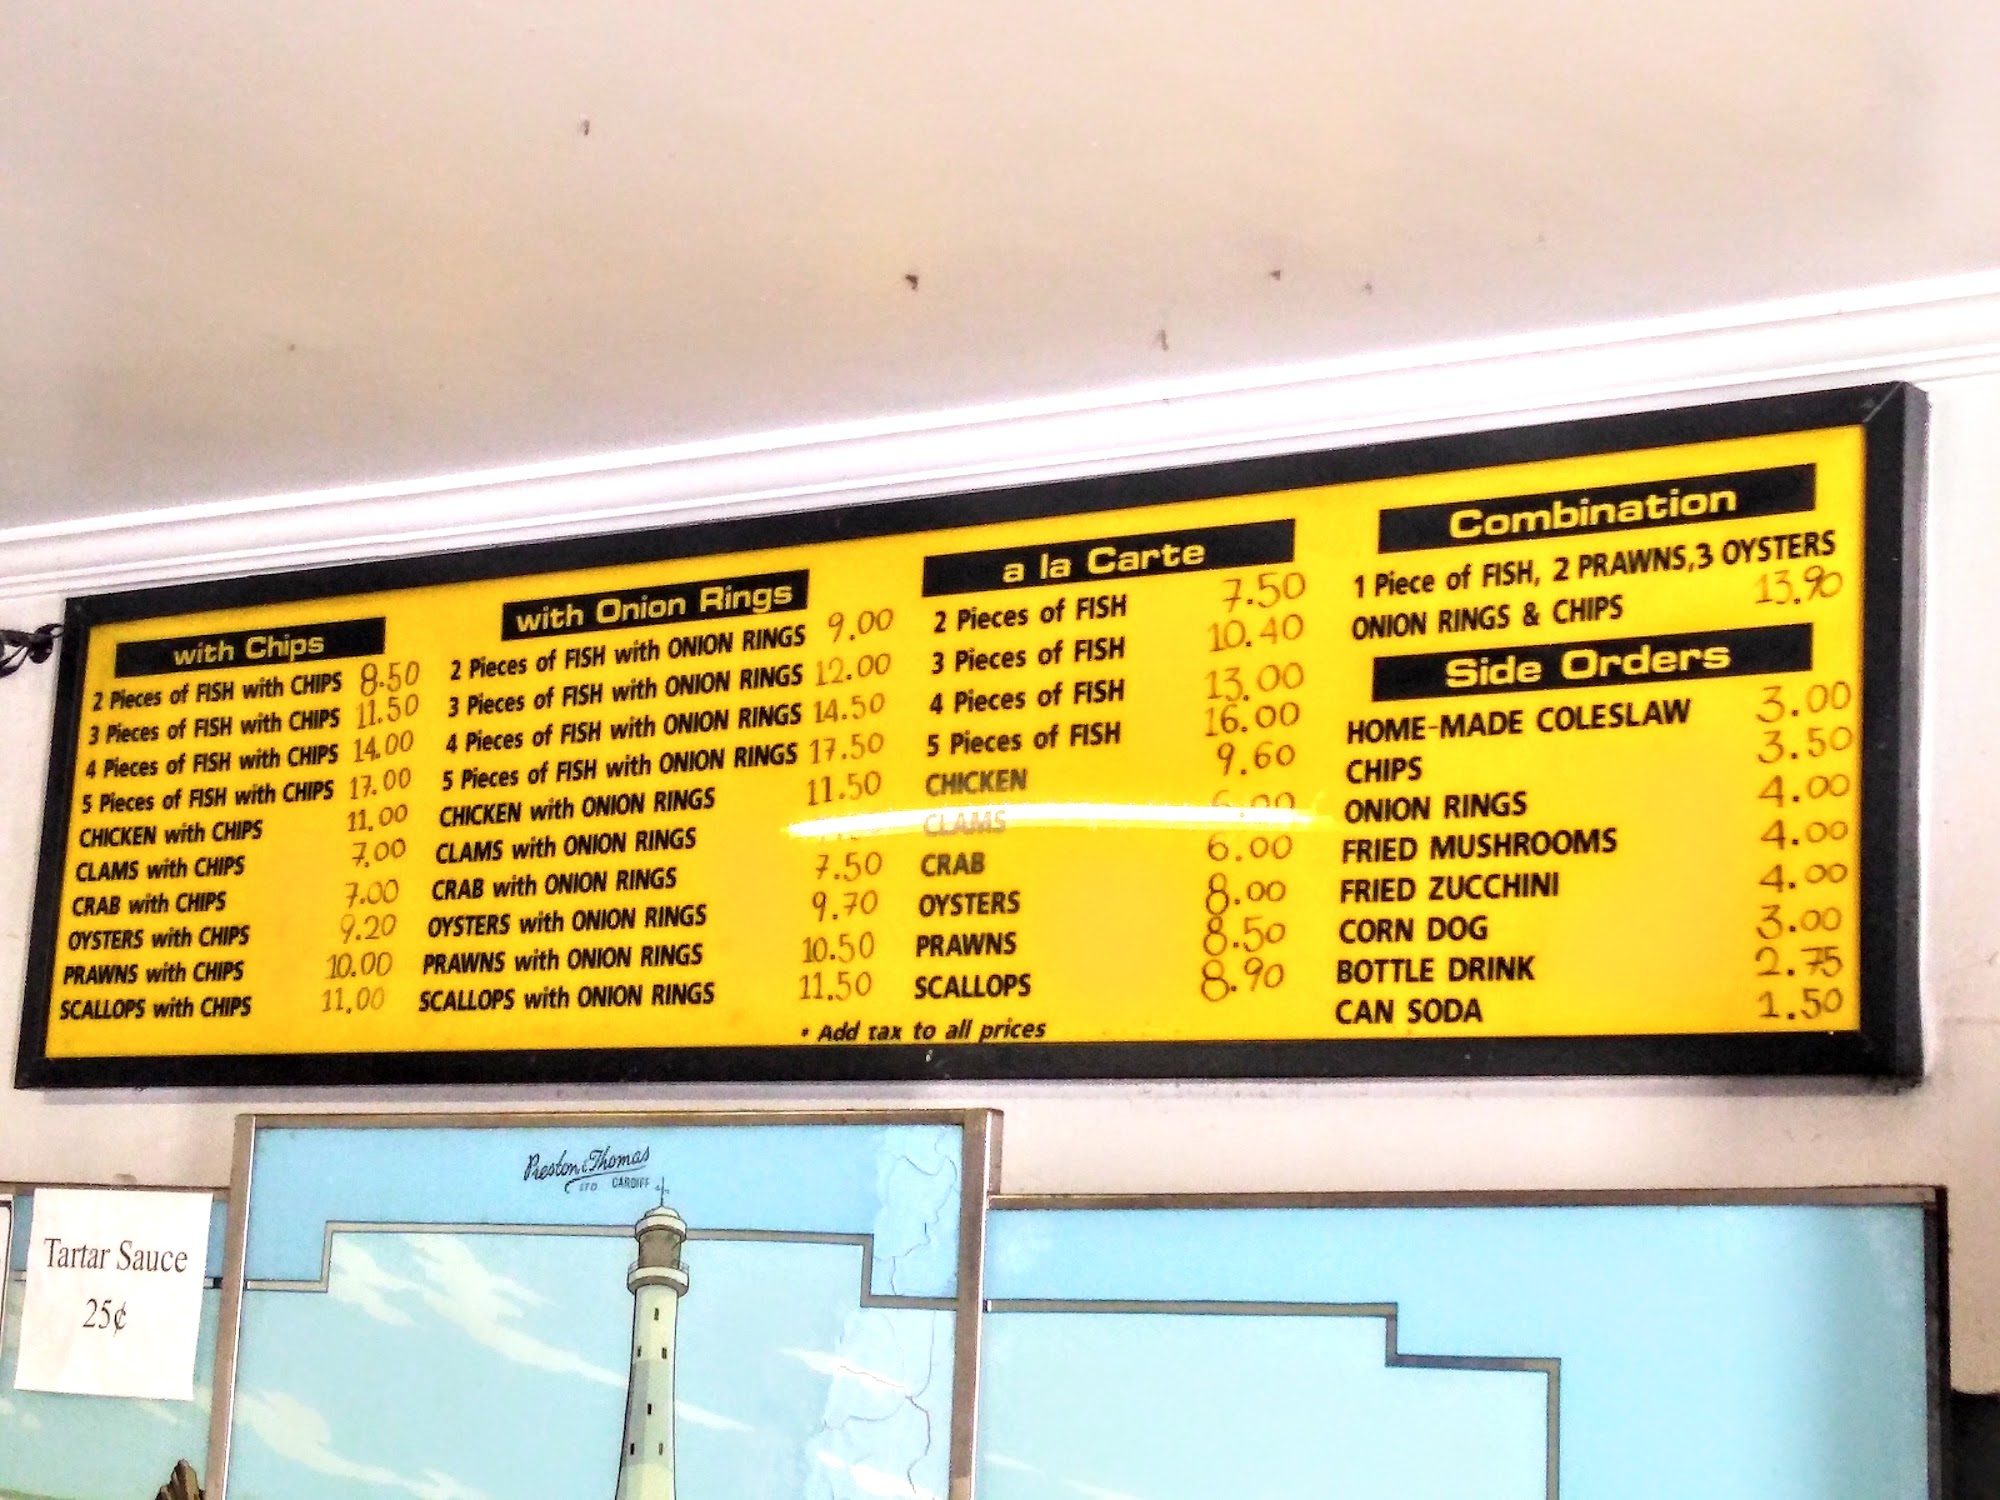 with Chips
2 Pieces of FISH with CHIPS 8.50
3 Pieces of FISH with CHIPS 11.50
4 Pieces of FISH with CHIPS 14.00
5 Pieces of FISH with CHIPS 17.00
CHICKEN with CHIPS 11.00
CLAMS with CHIPS 7.00
CRAB with CHIPS 7.00
OYSTERS with CHIPS 9.20
PRAWNS with CHIPS 10.00
SCALLOPS with CHIPS 11.00
with Onion Rings
2 Pieces of FISH with ONION RINGS 9.00
3 Pieces of FISH with ONION RINGS 12.00
4 Pieces of FISH with ONION RINGS 14.50
5 Pieces of FISH with ONION RINGS 17.50
CHICKEN with ONION RINGS 11.50
CLAMS with ONION RINGS
CRAB with ONION RINGS 7.50
OYSTERS with ONION RINGS 9.70
PRAWNS with ONION RINGS 10.50
SCALLOPS with ONION RINGS 11.50
a la Carte
2 Pieces of FISH 7.50
3 Pieces of FISH 10.40
4 Pieces of FISH 13.00
5 Pieces of FISH 16.00
CHICKEN 9.60
CLAMS 6.00
CRAB 6.00
OYSTERS 8.00
PRAWNS 8.50
SCALLOPS 8.90
* Add tax to all prices
Combination
1 Piece of FISH, 2 PRAWNS,3 OYSTERS
ONION RINGS & CHIPS 13.90
Side Orders
HOME-MADE COLESLAW 3.00
CHIPS 3.50
ONION RINGS 4.00
FRIED MUSHROOMS 4.00
FRIED ZUCCHINI 4.00
CORN DOG 3.00
BOTTLE DRINK 2.75
CAN SODA 1.50
Preston & Thomas
LTD CARDIFF
Tartar Sauce
25¢